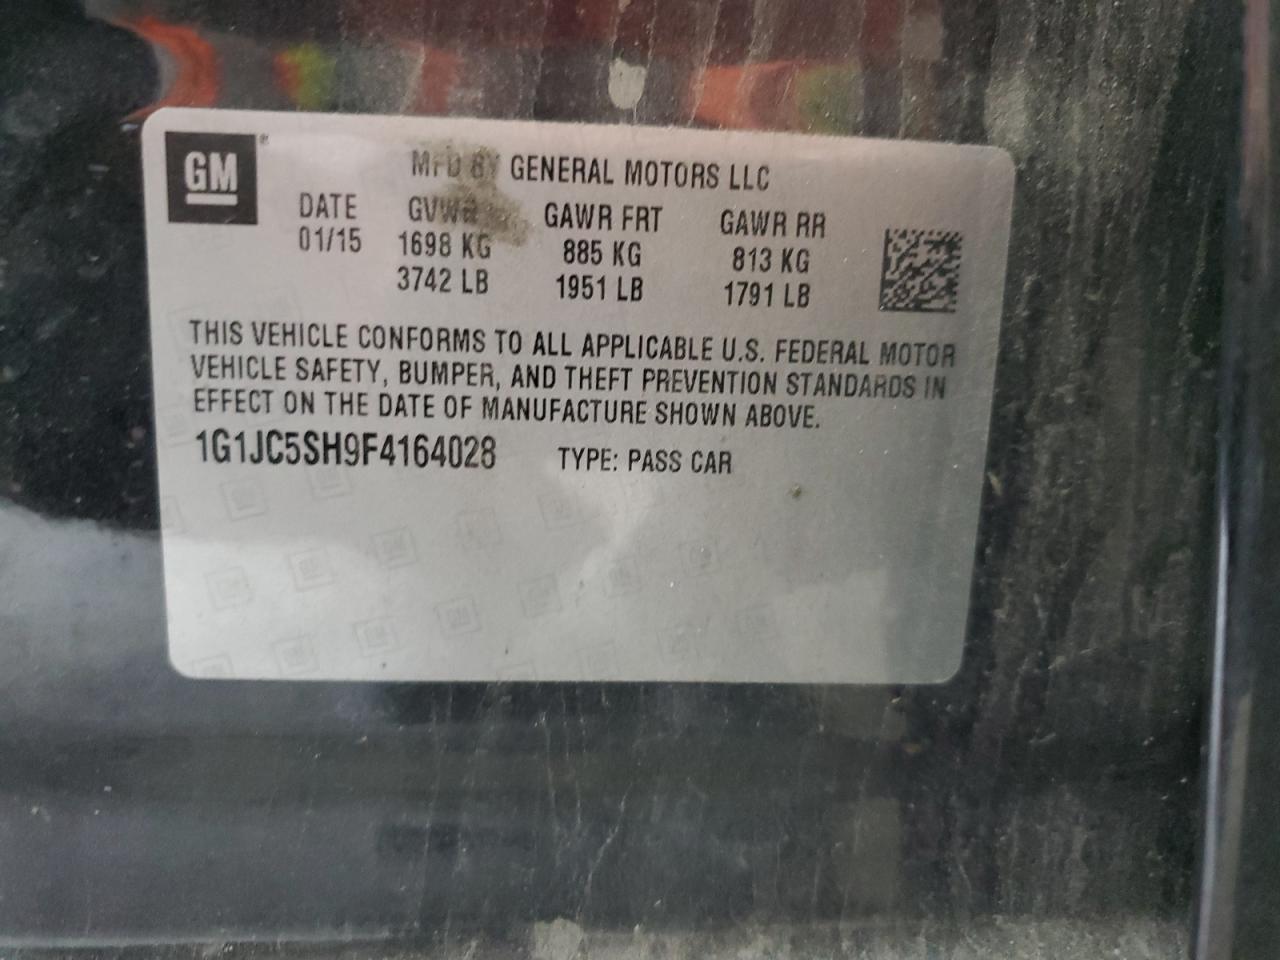 GM
MFD BY GENERAL MOTORS LLC
DATE GVWR GAWR FRT GAWR RR
01/15 1698 KG 885 KG 813 KG
3742 LB 1951 LB 1791 LB
THIS VEHICLE CONFORMS TO ALL APPLICABLE U.S. FEDERAL MOTOR
VEHICLE SAFETY, BUMPER, AND THEFT PREVENTION STANDARDS IN
EFFECT ON THE DATE OF MANUFACTURE SHOWN ABOVE.
1G1JC5SH9F4164028 TYPE: PASS CAR